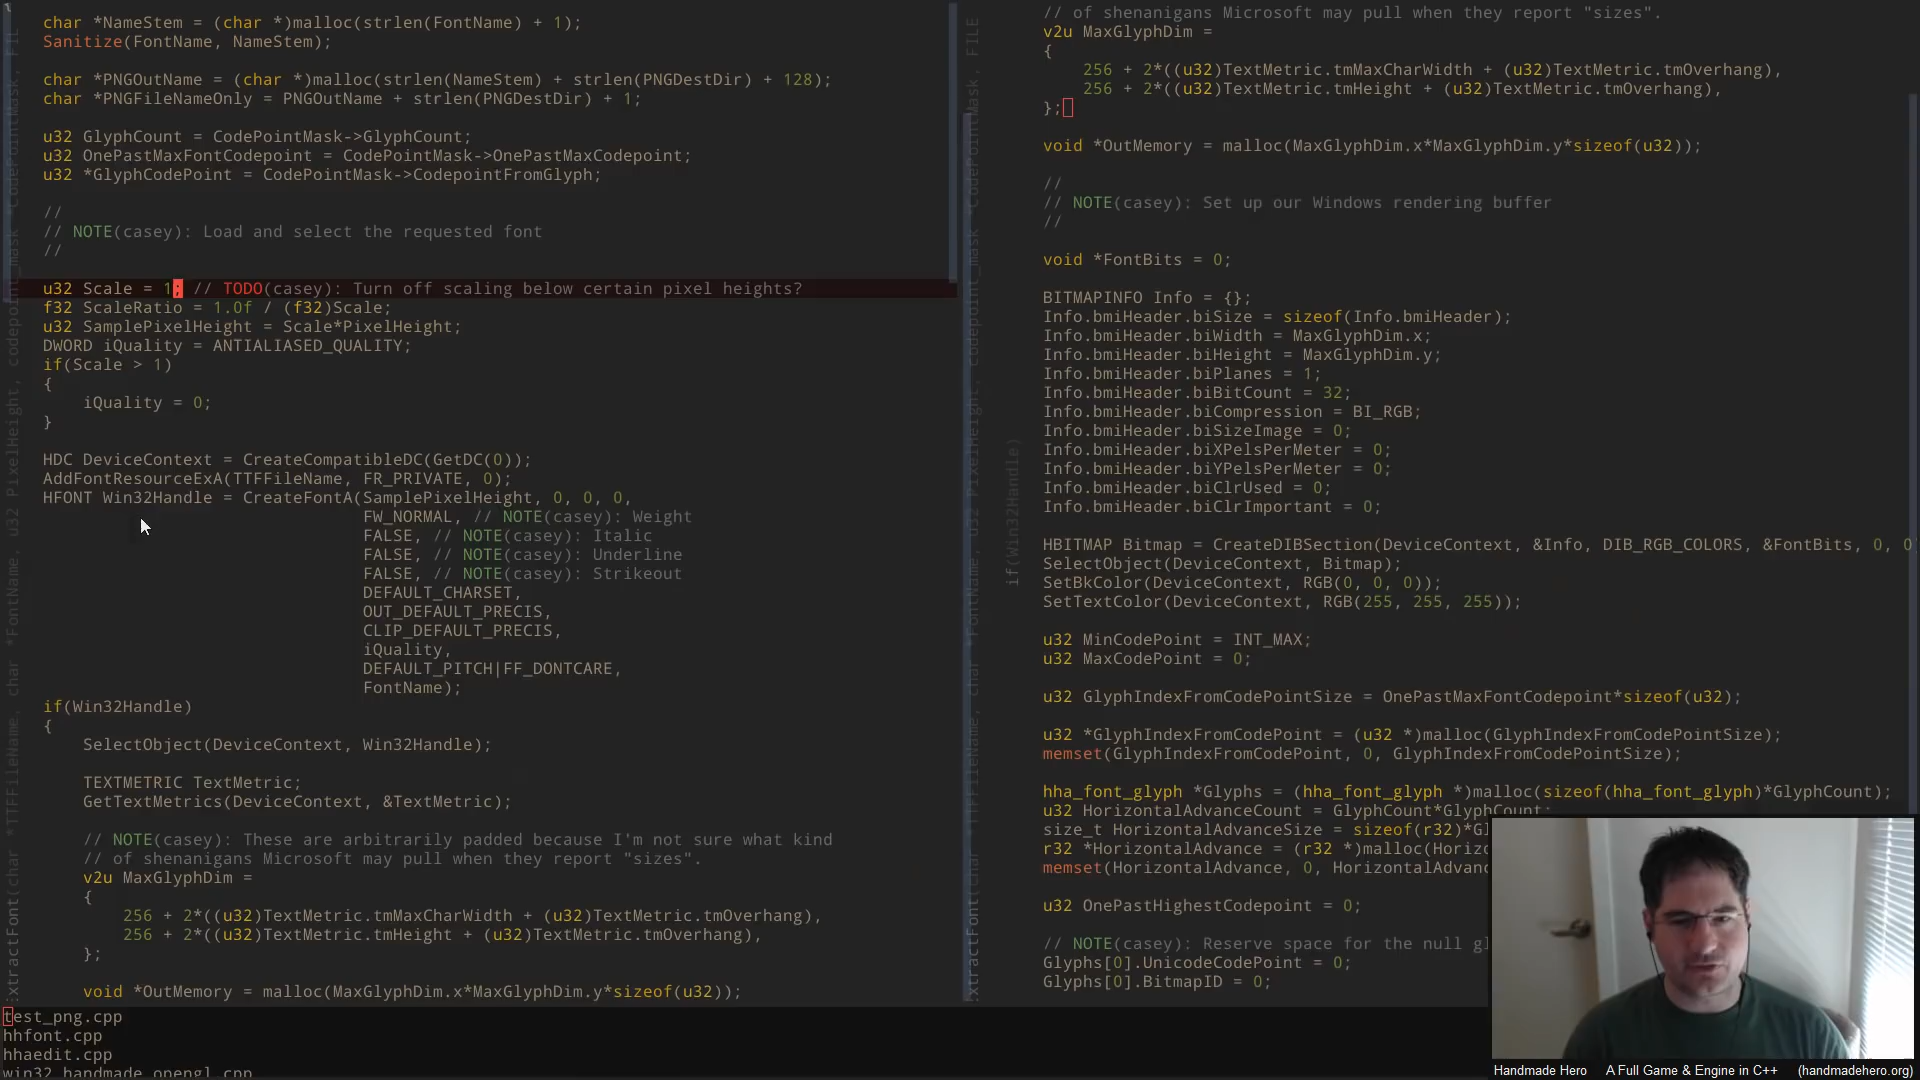 char *NameStem = (char *)malloc(strlen(FontName) + 1);
Sanitize(FontName, NameStem);
char *PNGOutName = (char *)malloc(strlen(NameStem) + strlen(PNGDestDir) + 128);
char *PNGFileNameOnly = PNGOutName + strlen(PNGDestDir) + 1;
u32 GlyphCount = CodePointMask->GlyphCount;
u32 OnePastMaxFontCodepoint = CodePointMask->OnePastMaxCodepoint;
u32 *GlyphCodePoint = CodePointMask->CodepointFromGlyph;
//
// NOTE(casey): Load and select the requested font
//
u32 Scale = 1; // TODO(casey): Turn off scaling below certain pixel heights?
f32 ScaleRatio = 1.0f / (f32)Scale;
u32 SamplePixelHeight = Scale*PixelHeight;
DWORD iQuality = ANTIALIASED_QUALITY;
if(Scale > 1)
{
iQuality = 0;
}
HDC DeviceContext = CreateCompatibleDC(GetDC(0));
AddFontResourceExA(TTFFileName, FR_PRIVATE, 0);
HFONT Win32Handle = CreateFontA(SamplePixelHeight, 0, 0, 0,
FW_NORMAL, // NOTE(casey): Weight
FALSE, // NOTE(casey): Italic
FALSE, // NOTE(casey): Underline
FALSE, // NOTE(casey): Strikeout
DEFAULT_CHARSET,
OUT_DEFAULT_PRECIS,
CLIP_DEFAULT_PRECIS,
iQuality,
DEFAULT_PITCH|FF_DONTCARE,
FontName);
if(Win32Handle)
{
SelectObject(DeviceContext, Win32Handle);
TEXTMETRIC TextMetric;
GetTextMetrics(DeviceContext, &TextMetric);
// NOTE(casey): These are arbitrarily padded because I'm not sure what kind
// of shenanigans Microsoft may pull when they report "sizes".
v2u MaxGlyphDim =
{
256 + 2*((u32)TextMetric.tmMaxCharWidth + (u32)TextMetric.tmOverhang),
256 + 2*((u32)TextMetric.tmHeight + (u32)TextMetric.tmOverhang),
};
void *OutMemory = malloc(MaxGlyphDim.x*MaxGlyphDim.y*sizeof(u32));
// of shenanigans Microsoft may pull when they report "sizes".
v2u MaxGlyphDim =
{
256 + 2*((u32)TextMetric.tmMaxCharWidth + (u32)TextMetric.tmOverhang),
256 + 2*((u32)TextMetric.tmHeight + (u32)TextMetric.tmOverhang),
};
void *OutMemory = malloc(MaxGlyphDim.x*MaxGlyphDim.y*sizeof(u32));
//
// NOTE(casey): Set up our Windows rendering buffer
//
void *FontBits = 0;
BITMAPINFO Info = {};
Info.bmiHeader.biSize = sizeof(Info.bmiHeader);
Info.bmiHeader.biWidth = MaxGlyphDim.x;
Info.bmiHeader.biHeight = MaxGlyphDim.y;
Info.bmiHeader.biPlanes = 1;
Info.bmiHeader.biBitCount = 32;
Info.bmiHeader.biCompression = BI_RGB;
Info.bmiHeader.biSizeImage = 0;
Info.bmiHeader.biXPelsPerMeter = 0;
Info.bmiHeader.biYPelsPerMeter = 0;
Info.bmiHeader.biClrUsed = 0;
Info.bmiHeader.biClrImportant = 0;
HBITMAP Bitmap = CreateDIBSection(DeviceContext, &Info, DIB_RGB_COLORS, &FontBits, 0, 0
SelectObject(DeviceContext, Bitmap);
SetBkColor(DeviceContext, RGB(0, 0, 0));
SetTextColor(DeviceContext, RGB(255, 255, 255));
u32 MinCodePoint = INT_MAX;
u32 MaxCodePoint = 0;
u32 GlyphIndexFromCodePointSize = OnePastMaxFontCodepoint*sizeof(u32);
u32 *GlyphIndexFromCodePoint = (u32 *)malloc(GlyphIndexFromCodePointSize);
memset(GlyphIndexFromCodePoint, 0, GlyphIndexFromCodePointSize);
hha_font_glyph *Glyphs = (hha_font_glyph *)malloc(sizeof(hha_font_glyph)*GlyphCount);
u32 HorizontalAdvanceCount = GlyphCount*GlyphCount;
size_t HorizontalAdvanceSize = sizeof(r32)*Gl
r32 *HorizontalAdvance = (r32 *)malloc(Horiz
memset(HorizontalAdvance, 0, HorizontalAdvan
u32 OnePastHighestCodepoint = 0;
// NOTE(casey): Reserve space for the null gl
Glyphs[0].UnicodeCodePoint = 0;
Glyphs[0].BitmapID = 0;
test_png.cpp
hhfont.cpp
hhaedit.cpp
win32_handmade_opengl.cpp
if(Win32Handle)
Handmade Hero A Full Game & Engine in C++ (handmadehero.org)